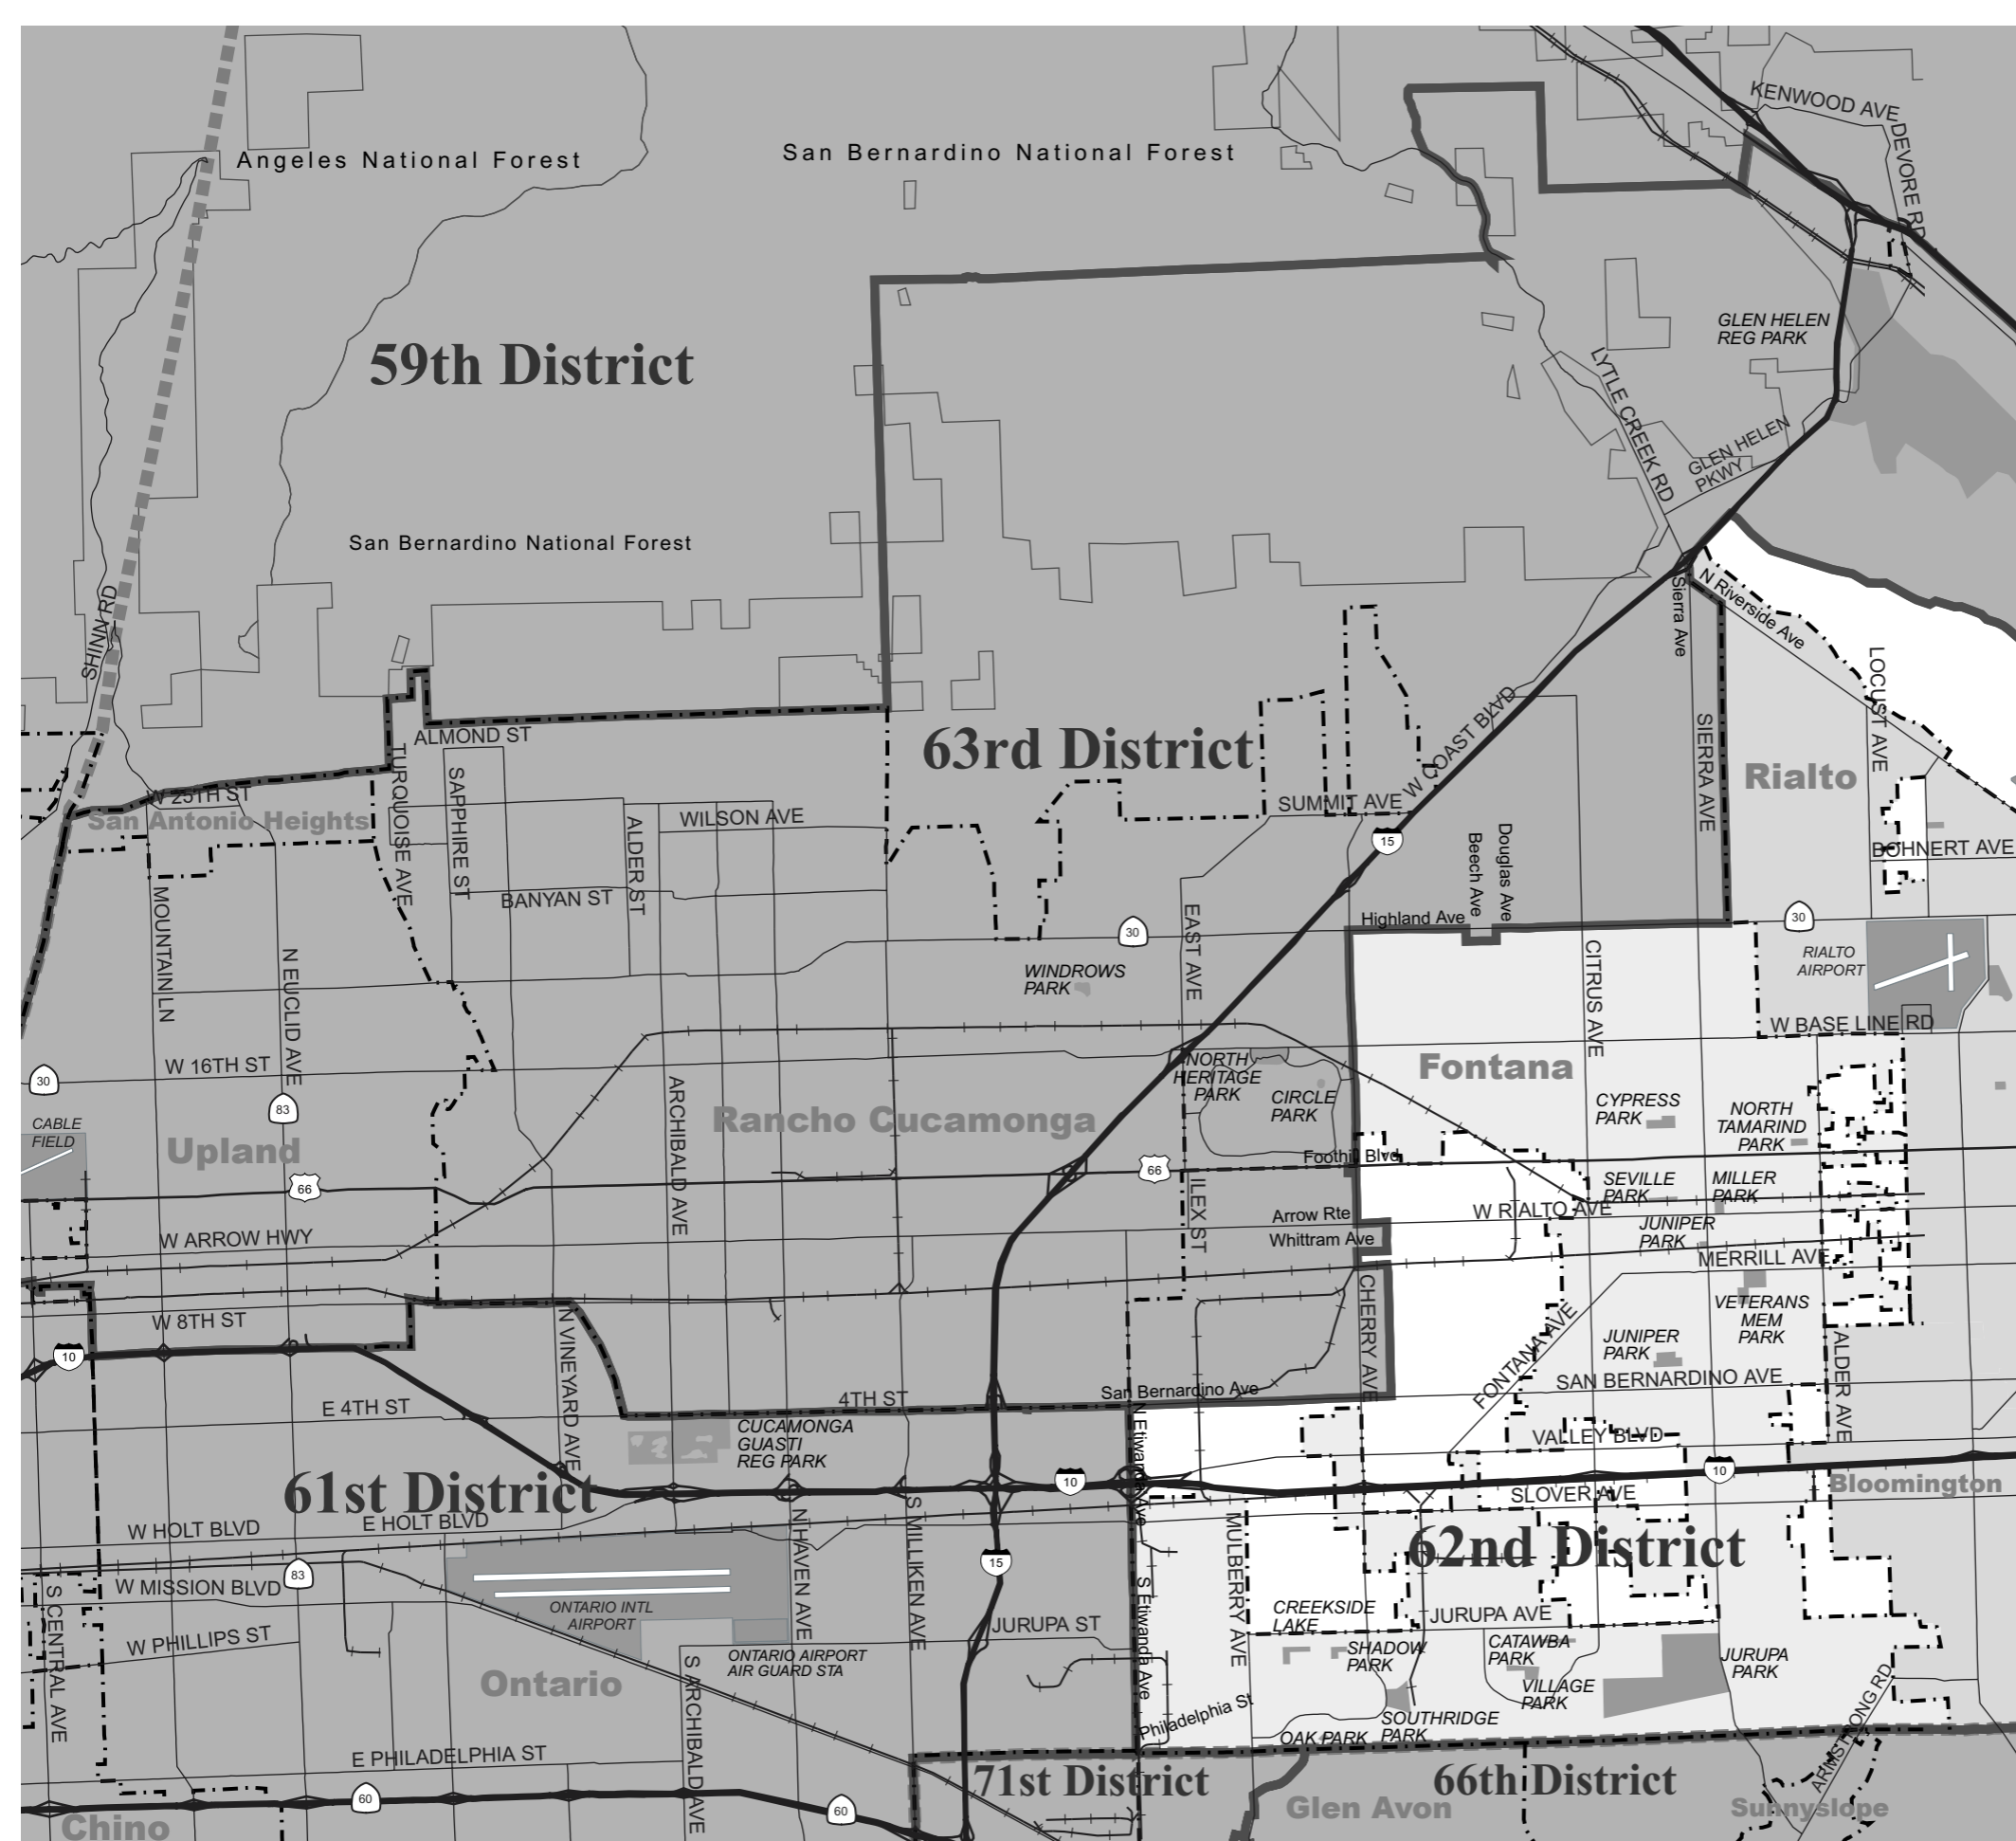 KENWOOD AVE
DEVORE RD
Angeles National Forest
San Bernardino National Forest
GLEN HELEN
REG PARK
59th District
LYTLE CREEK RD
GLEN HELEN
PKWY
San Bernardino National Forest
SHINN RD
Sierra Ave
N Riverside Ave
LOCUST AVE
63rd District
W COAST BLVD
SIERRA AVE
Rialto
ALMOND ST
TURQUOISE AVE
SAPPHIRE ST
W 25TH ST
San Antonio Heights
ALDER ST
WILSON AVE
SUMMIT AVE
15
Beech Ave
Douglas Ave
BOHNERT AVE
MOUNTAIN LN
BANYAN ST
EAST AVE
Highland Ave
30
30
N EUCLID AVE
WINDROWS
PARK
CITRUS AVE
RIALTO
AIRPORT
W BASE LINE RD
W 16TH ST
30
83
CABLE
FIELD
ARCHIBALD AVE
NORTH
HERITAGE
PARK
CIRCLE
PARK
Fontana
CYPRESS
PARK
NORTH
TAMARIND
PARK
Rancho Cucamonga
Upland
66
66
Foothill Blvd
ILEX ST
SEVILLE
PARK
MILLER
PARK
W ARROW HWY
Arrow Rte
Whittram Ave
W RIALTO AVE
JUNIPER
PARK
MERRILL AVE
CHERRY AVE
VETERANS
MEM
PARK
W 8TH ST
10
N VINEYARD AVE
FONTANA AVE
JUNIPER
PARK
ALDER AVE
SAN BERNARDINO AVE
San Bernardino Ave
4TH ST
E 4TH ST
N Etiwanda Ave
CUCAMONGA
GUASTI
REG PARK
VALLEY BLVD
10
10
Bloomington
61st District
SLOVER AVE
W HOLT BLVD
E HOLT BLVD
N HAVEN AVE
S MILLIKEN AVE
MULBERRY AVE
62nd District
15
83
S CENTRAL AVE
W MISSION BLVD
ONTARIO INTL
AIRPORT
S Etiwanda Ave
CREEKSIDE
LAKE
JURUPA AVE
JURUPA ST
W PHILLIPS ST
ONTARIO AIRPORT
AIR GUARD STA
SHADOW
PARK
CATAWBA
PARK
JURUPA
PARK
Ontario
S ARCHIBALD AVE
VILLAGE
PARK
ARMSTRONG RD
Philadelphia St
OAK PARK
SOUTHRIDGE
PARK
E PHILADELPHIA ST
71st District
66th District
60
60
Chino
Glen Avon
Sunnyslope